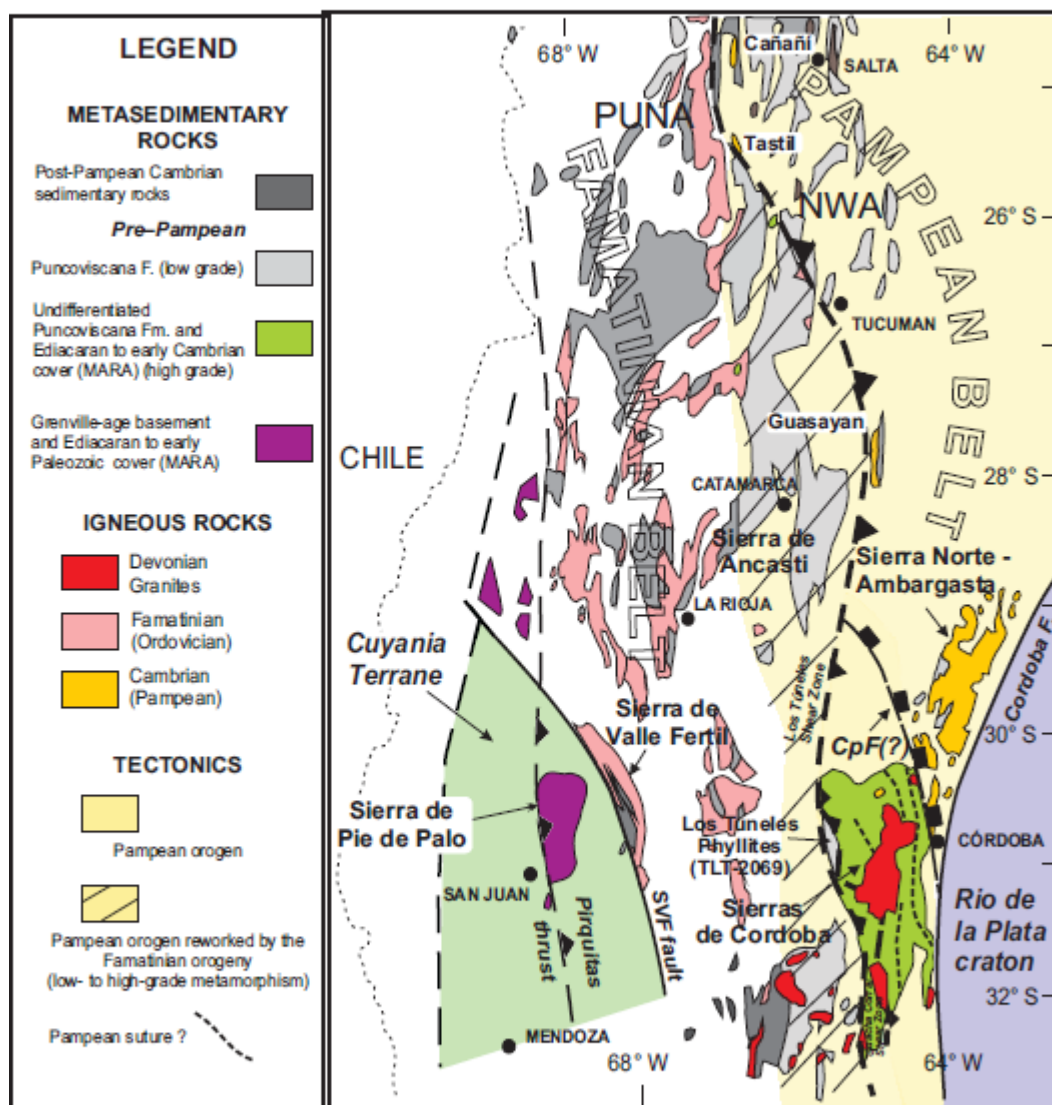 LEGEND
METASEDIMENTARY
ROCKS
Post-Pampean Cambrian
sedimentary rocks
Pre–Pampean
Puncoviscana F. (low grade)
Undifferentiated
Puncoviscana Fm. and
Ediacaran to early Cambrian
cover (MARA) (high grade)
Grenville-age basement
and Ediacaran to early
Paleozoic cover (MARA)
IGNEOUS ROCKS
Devonian
Granites
Famatinian
(Ordovician)
Cambrian
(Pampean)
TECTONICS
Pampean orogen
Pampean orogen reworked by the
Famatinian orogeny
(low- to high-grade metamorphism)
Pampean suture ?
68° W
Cañañi
64° W
SALTA
PUNA
PAMPEAN BELT
Tastil
FAMATINIAN BELT
NWA
26° S
TUCUMAN
Guasayan
CHILE
CATAMARCA
28° S
Sierra de
Ancasti
Sierra Norte -
Ambargasta
LA RIOJA
Cuyania
Terrane
Los Túneles
Shear Zone
Cordoba F.
Sierra de
Valle Fertil
CpF(?)
30° S
Sierra de
Pie de Palo
Los Túneles
Phyllites
(TLT-2069)
CÓRDOBA
SAN JUAN
Pirquitas
thrust
SVF fault
Sierras
de Cordoba
Rio de
la Plata
craton
32° S
Shear Zone
MENDOZA
68° W
64° W